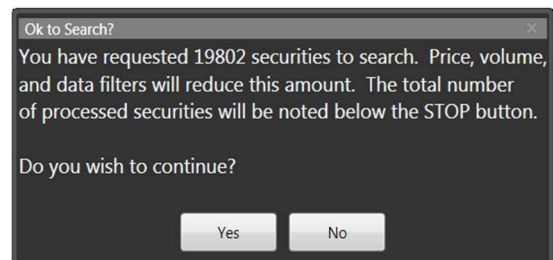 Ok to Search?
You have requested 19802 securities to search.  Price, volume,
and data filters will reduce this amount.  The total number
of processed securities will be noted below the STOP button.
Do you wish to continue?
Yes No